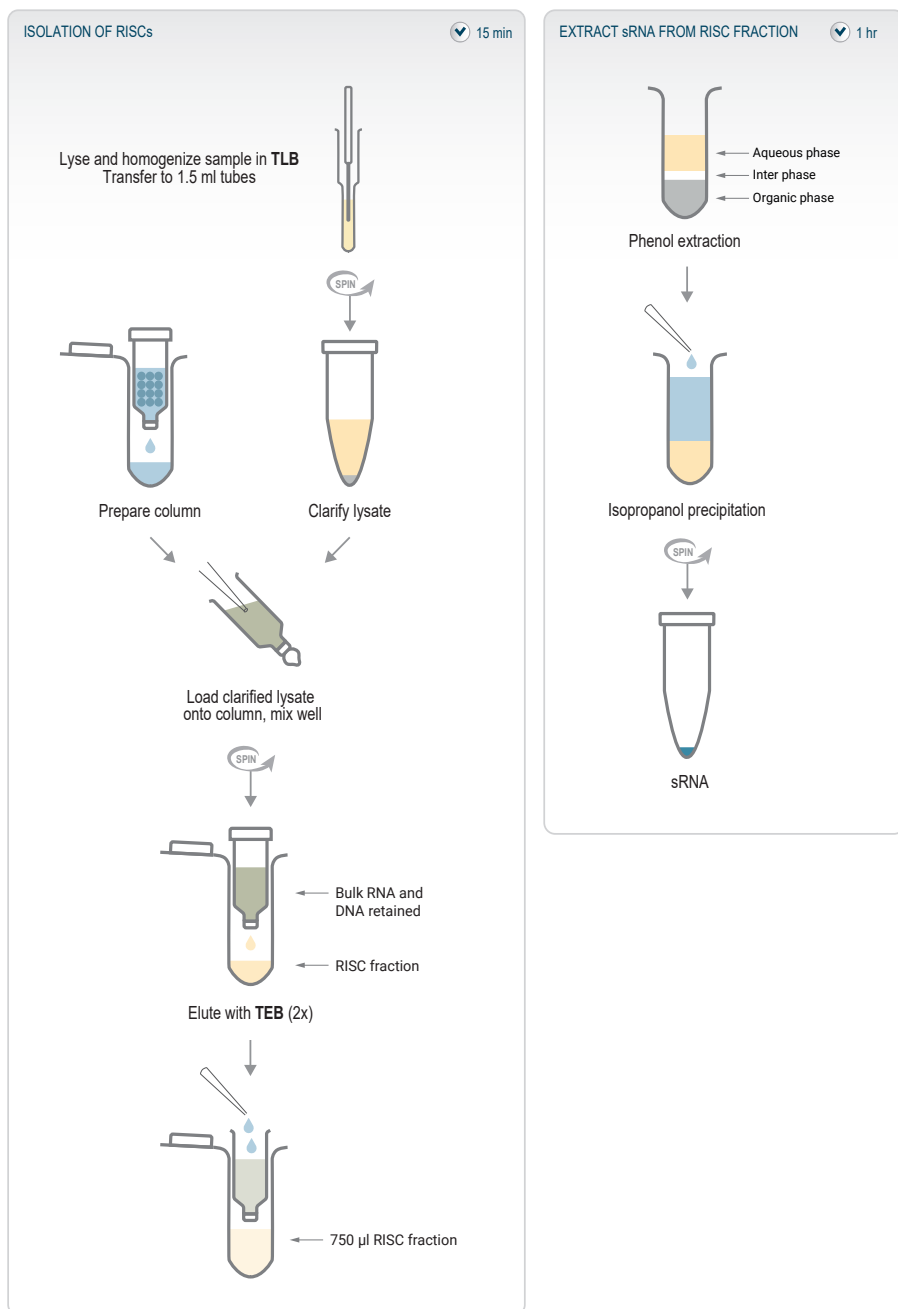 ISOLATION OF RISCs
15 min
Lyse and homogenize sample in TLB
Transfer to 1.5 ml tubes
SPIN
Prepare column
Clarify lysate
Load clarified lysate
onto column, mix well
SPIN
Bulk RNA and
DNA retained
RISC fraction
Elute with TEB (2x)
750 µl RISC fraction
EXTRACT sRNA FROM RISC FRACTION
1 hr
Aqueous phase
Inter phase
Organic phase
Phenol extraction
Isopropanol precipitation
SPIN
sRNA